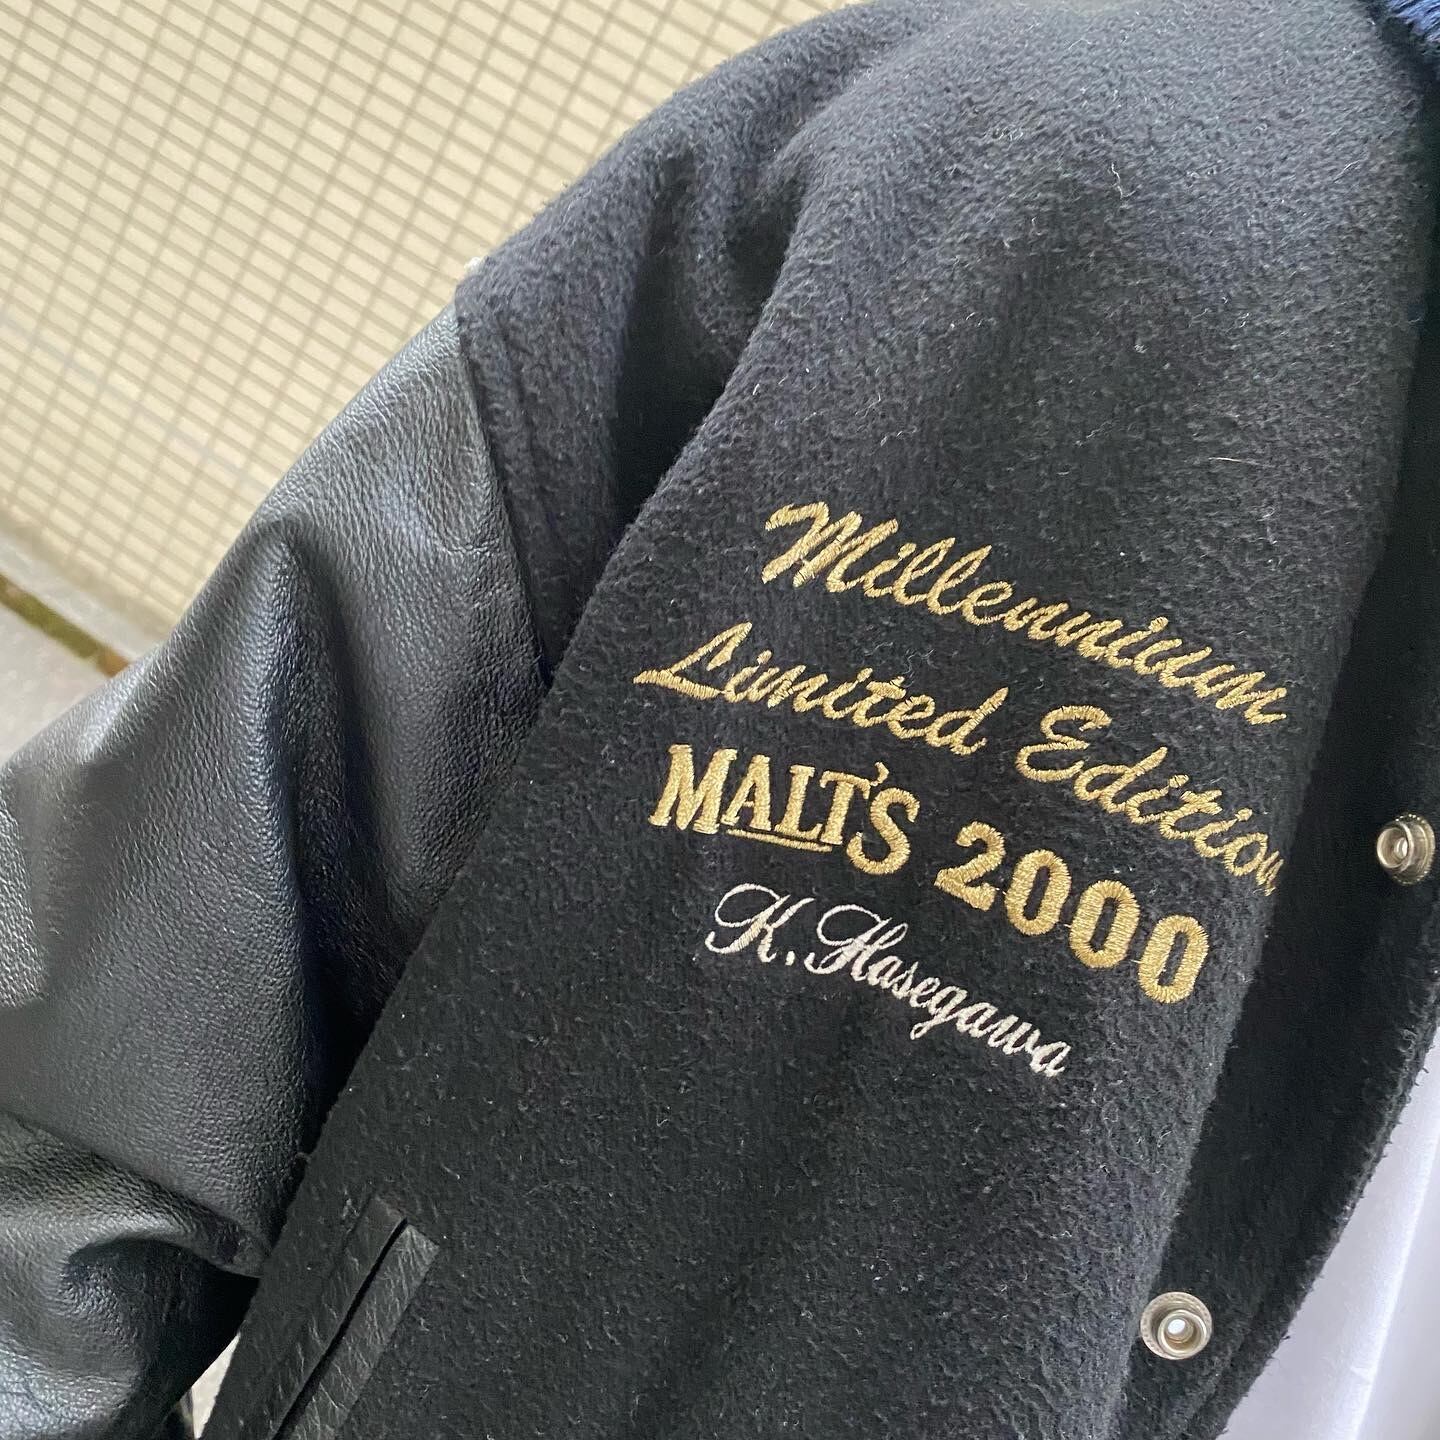 Millennium
Limited Edition
MALT'S 2000
K. Hasegawa